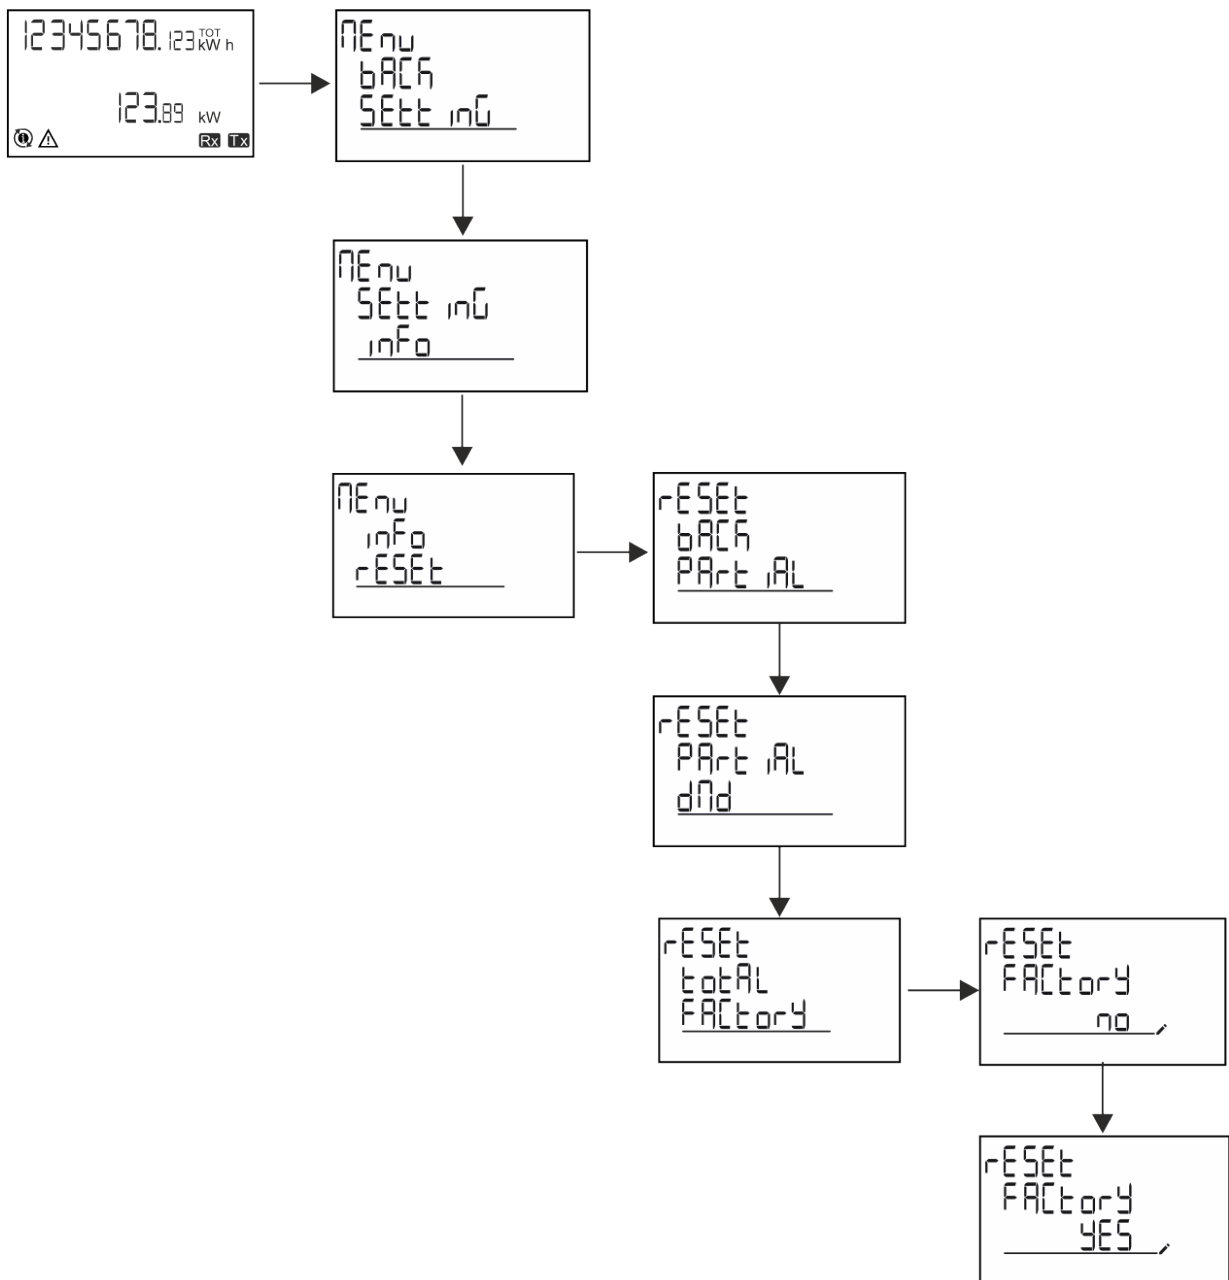 12345678.123 TOT kWh
123.89 kW
Rx Tx
MEnu
bACk
SEttinG
MEnu
SEttinG
inFo
MEnu
inFo
rESEt
rESEt
bACk
PArtiAL
rESEt
PArtiAL
dMd
rESEt
totAL
FACtorY
rESEt
FACtorY
no
rESEt
FACtorY
YES